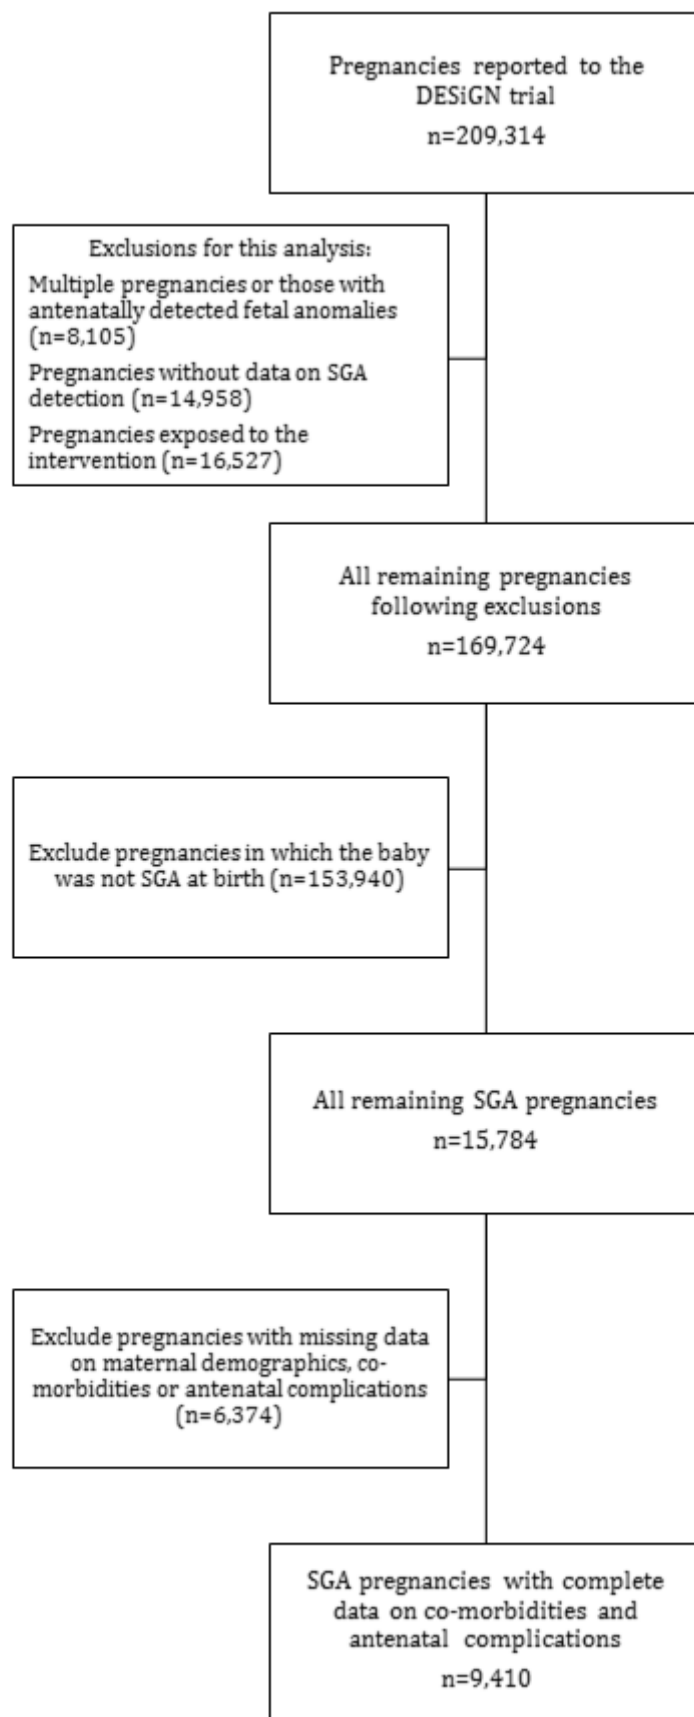 Pregnancies reported to the
DESiGN trial
n=209,314
Exclusions for this analysis:
Multiple pregnancies or those with
antenatally detected fetal anomalies
(n=8,105)
Pregnancies without data on SGA
detection (n=14,958)
Pregnancies exposed to the
intervention (n=16,527)
All remaining pregnancies
following exclusions
n=169,724
Exclude pregnancies in which the baby
was not SGA at birth (n=153,940)
All remaining SGA pregnancies
n=15,784
Exclude pregnancies with missing data
on maternal demographics, co-
morbidities or antenatal complications
(n=6,374)
SGA pregnancies with complete
data on co-morbidities and
antenatal complications
n=9,410